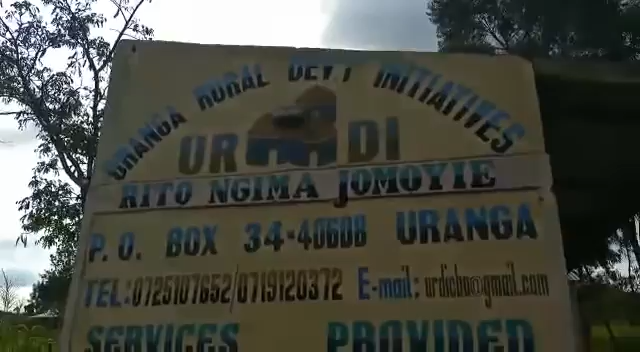 URANGA RURAL DEV'T INITIATIVES
URDI
RITO NGIMA JOMOYIE
P.O. BOX 34-40608 URANGA
TEL:0725107652/0719120372 E-mail: urdicbo@gmail.com
SERVICES PROVIDED